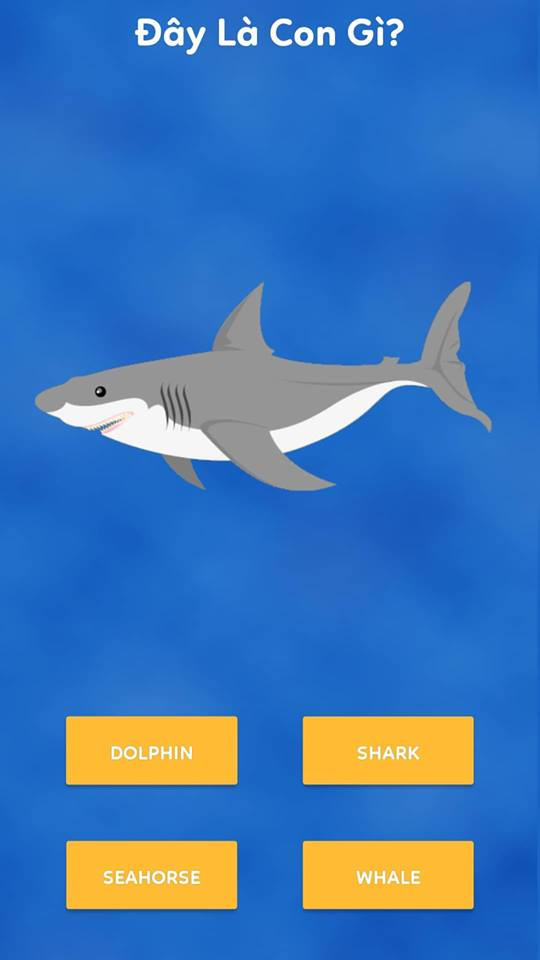 Đây Là Con Gì?
DOLPHIN
SHARK
SEAHORSE
WHALE